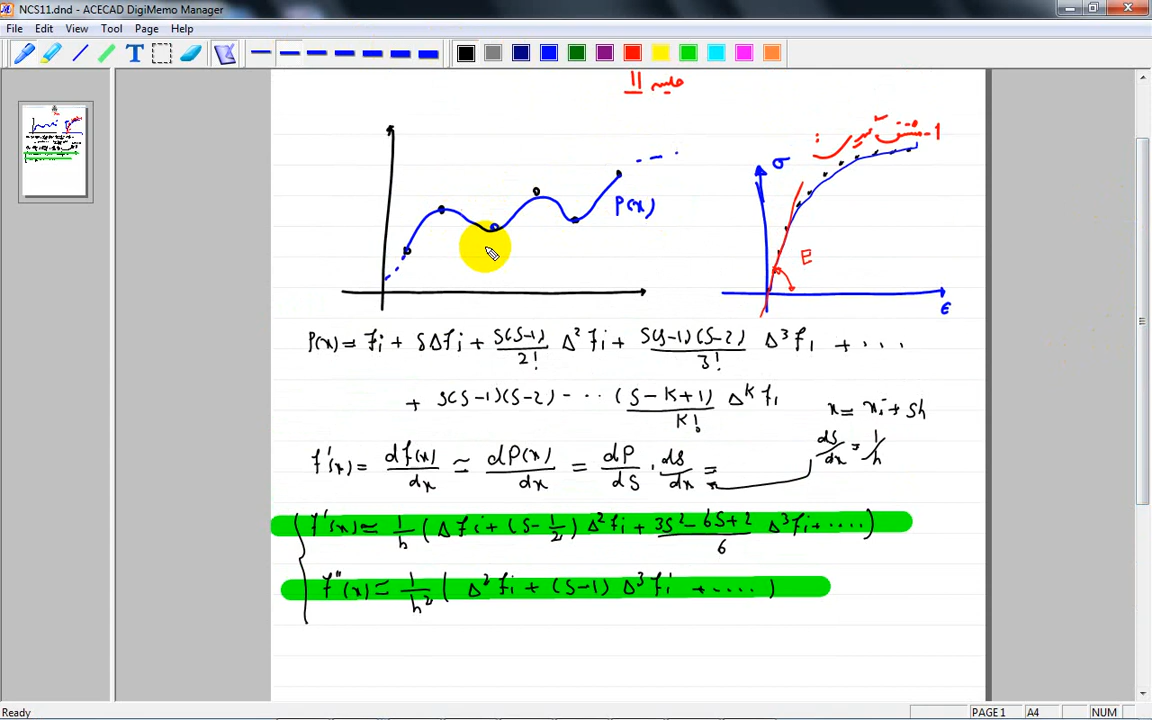 NCS11.dnd - ACECAD DigiMemo Manager
File Edit View Ink Tool Page Help
جلسه 11
1- مشتق گیری :
σ
P(x)
E
ε
P(x) = fi + SΔfi + S(S-1)/2! Δ²fi + S(S-1)(S-2)/3! Δ³fi + ...
+ S(S-1)(S-2) - ... (S-K+1)/K! Δᴷfi
x = xi + Sh
dS/dx = 1/h
f'(x) = df(x)/dx ≃ dP(x)/dx = dP/dS . dS/dx =
f'(x) ≃ 1/h (Δfi + (S-1/2) Δ²fi + 3S²-6S+2/6 Δ³fi + ....)
f''(x) ≃ 1/h² (Δ²fi + (S-1) Δ³fi + ....)
Ready PAGE 1 A4 NUM